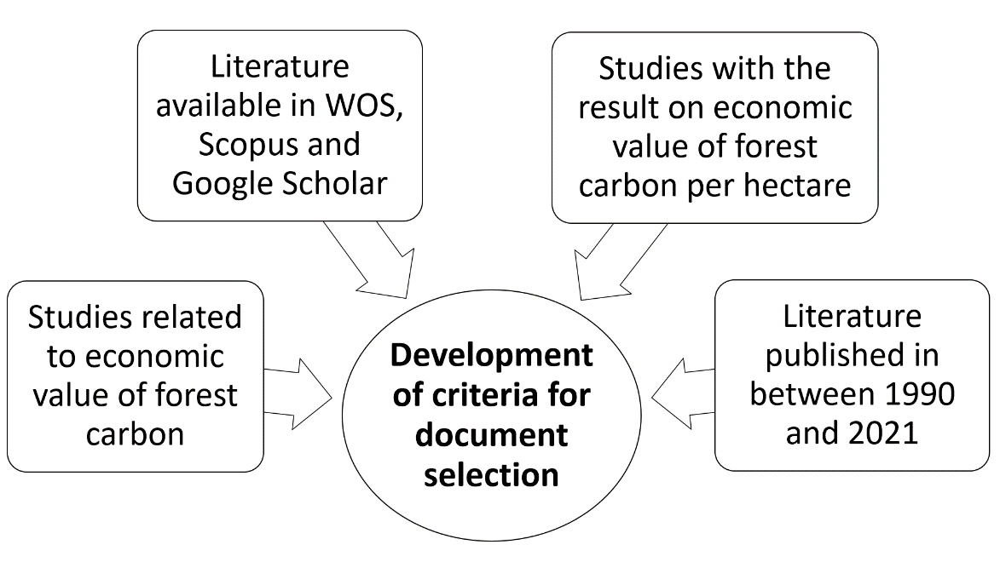 Literature
available in WOS,
Scopus and
Google Scholar
Studies with the
result on economic
value of forest
carbon per hectare
Studies related
to economic
value of forest
carbon
Development
of criteria for
document
selection
Literature
published in
between 1990
and 2021